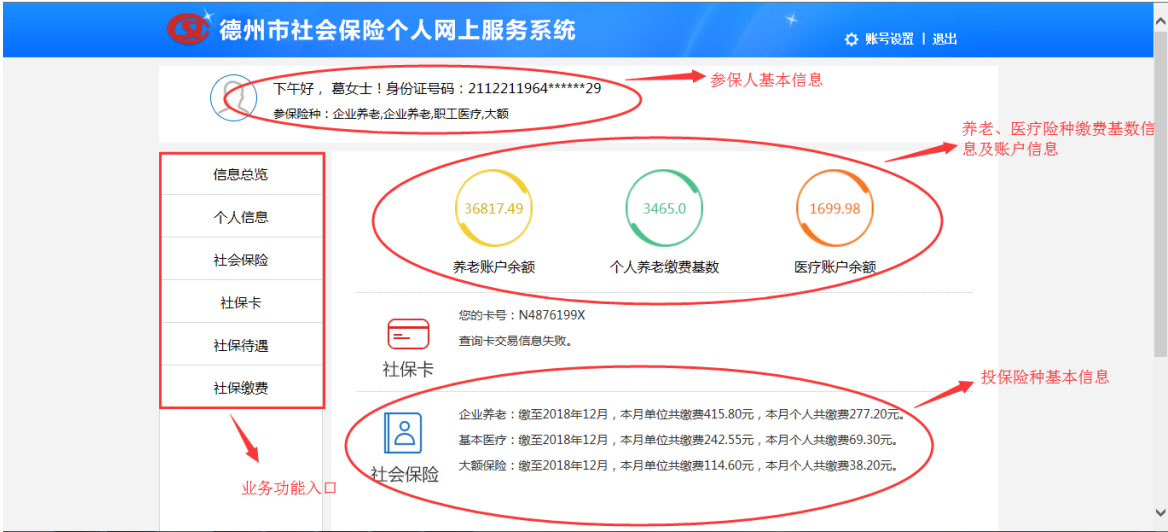 德州市社会保险个人网上服务系统
账号设置 | 退出
下午好， 葛女士！身份证号码：2112211964******29
参保险种：企业养老,企业养老,职工医疗,大额
参保人基本信息
养老、医疗险种缴费基数信
息及账户信息
信息总览
个人信息
社会保险
社保卡
社保待遇
社保缴费
业务功能入口
36817.49
3465.0
1699.98
养老账户余额
个人养老缴费基数
医疗账户余额
社保卡
您的卡号：N4876199X
查询卡交易信息失败。
投保险种基本信息
社会保险
企业养老：缴至2018年12月，本月单位共缴费415.80元，本月个人共缴费277.20元。
基本医疗：缴至2018年12月，本月单位共缴费242.55元，本月个人共缴费69.30元。
大额保险：缴至2018年12月，本月单位共缴费114.60元，本月个人共缴费38.20元。